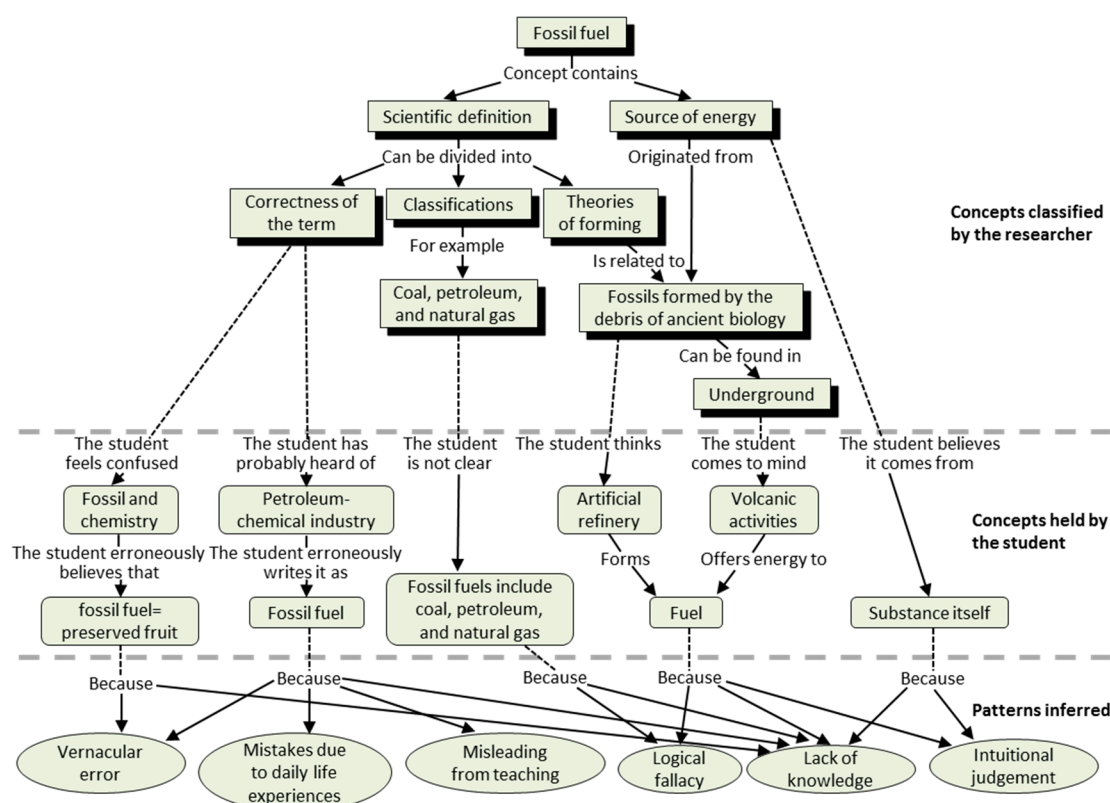 Fossil fuel
Concept contains
Scientific definition
Source of energy
Can be divided into
Originated from
Correctness of
the term
Classifications
Theories
of forming
Concepts classified
by the researcher
For example
Is related to
Coal, petroleum,
and natural gas
Fossils formed by the
debris of ancient biology
Can be found in
Underground
The student
feels confused
The student has
probably heard of
The student
is not clear
The student thinks
The student
comes to mind
The student believes
it comes from
Fossil and
chemistry
Petroleum-
chemical industry
Artificial
refinery
Volcanic
activities
Concepts held by
the student
The student erroneously
believes that
The student erroneously
writes it as
Forms
Offers energy to
fossil fuel=
preserved fruit
Fossil fuel
Fossil fuels include
coal, petroleum,
and natural gas
Fuel
Substance itself
Because
Because
Because
Because
Because
Patterns inferred
Vernacular
error
Mistakes due
to daily life
experiences
Misleading
from teaching
Logical
fallacy
Lack of
knowledge
Intuitional
judgement